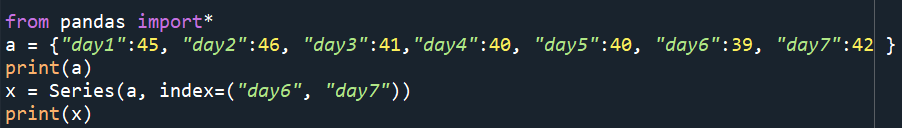 from pandas import*
a = {"day1":45, "day2":46, "day3":41,"day4":40, "day5":40, "day6":39, "day7":42 }
print(a)
x = Series(a, index=("day6", "day7"))
print(x)